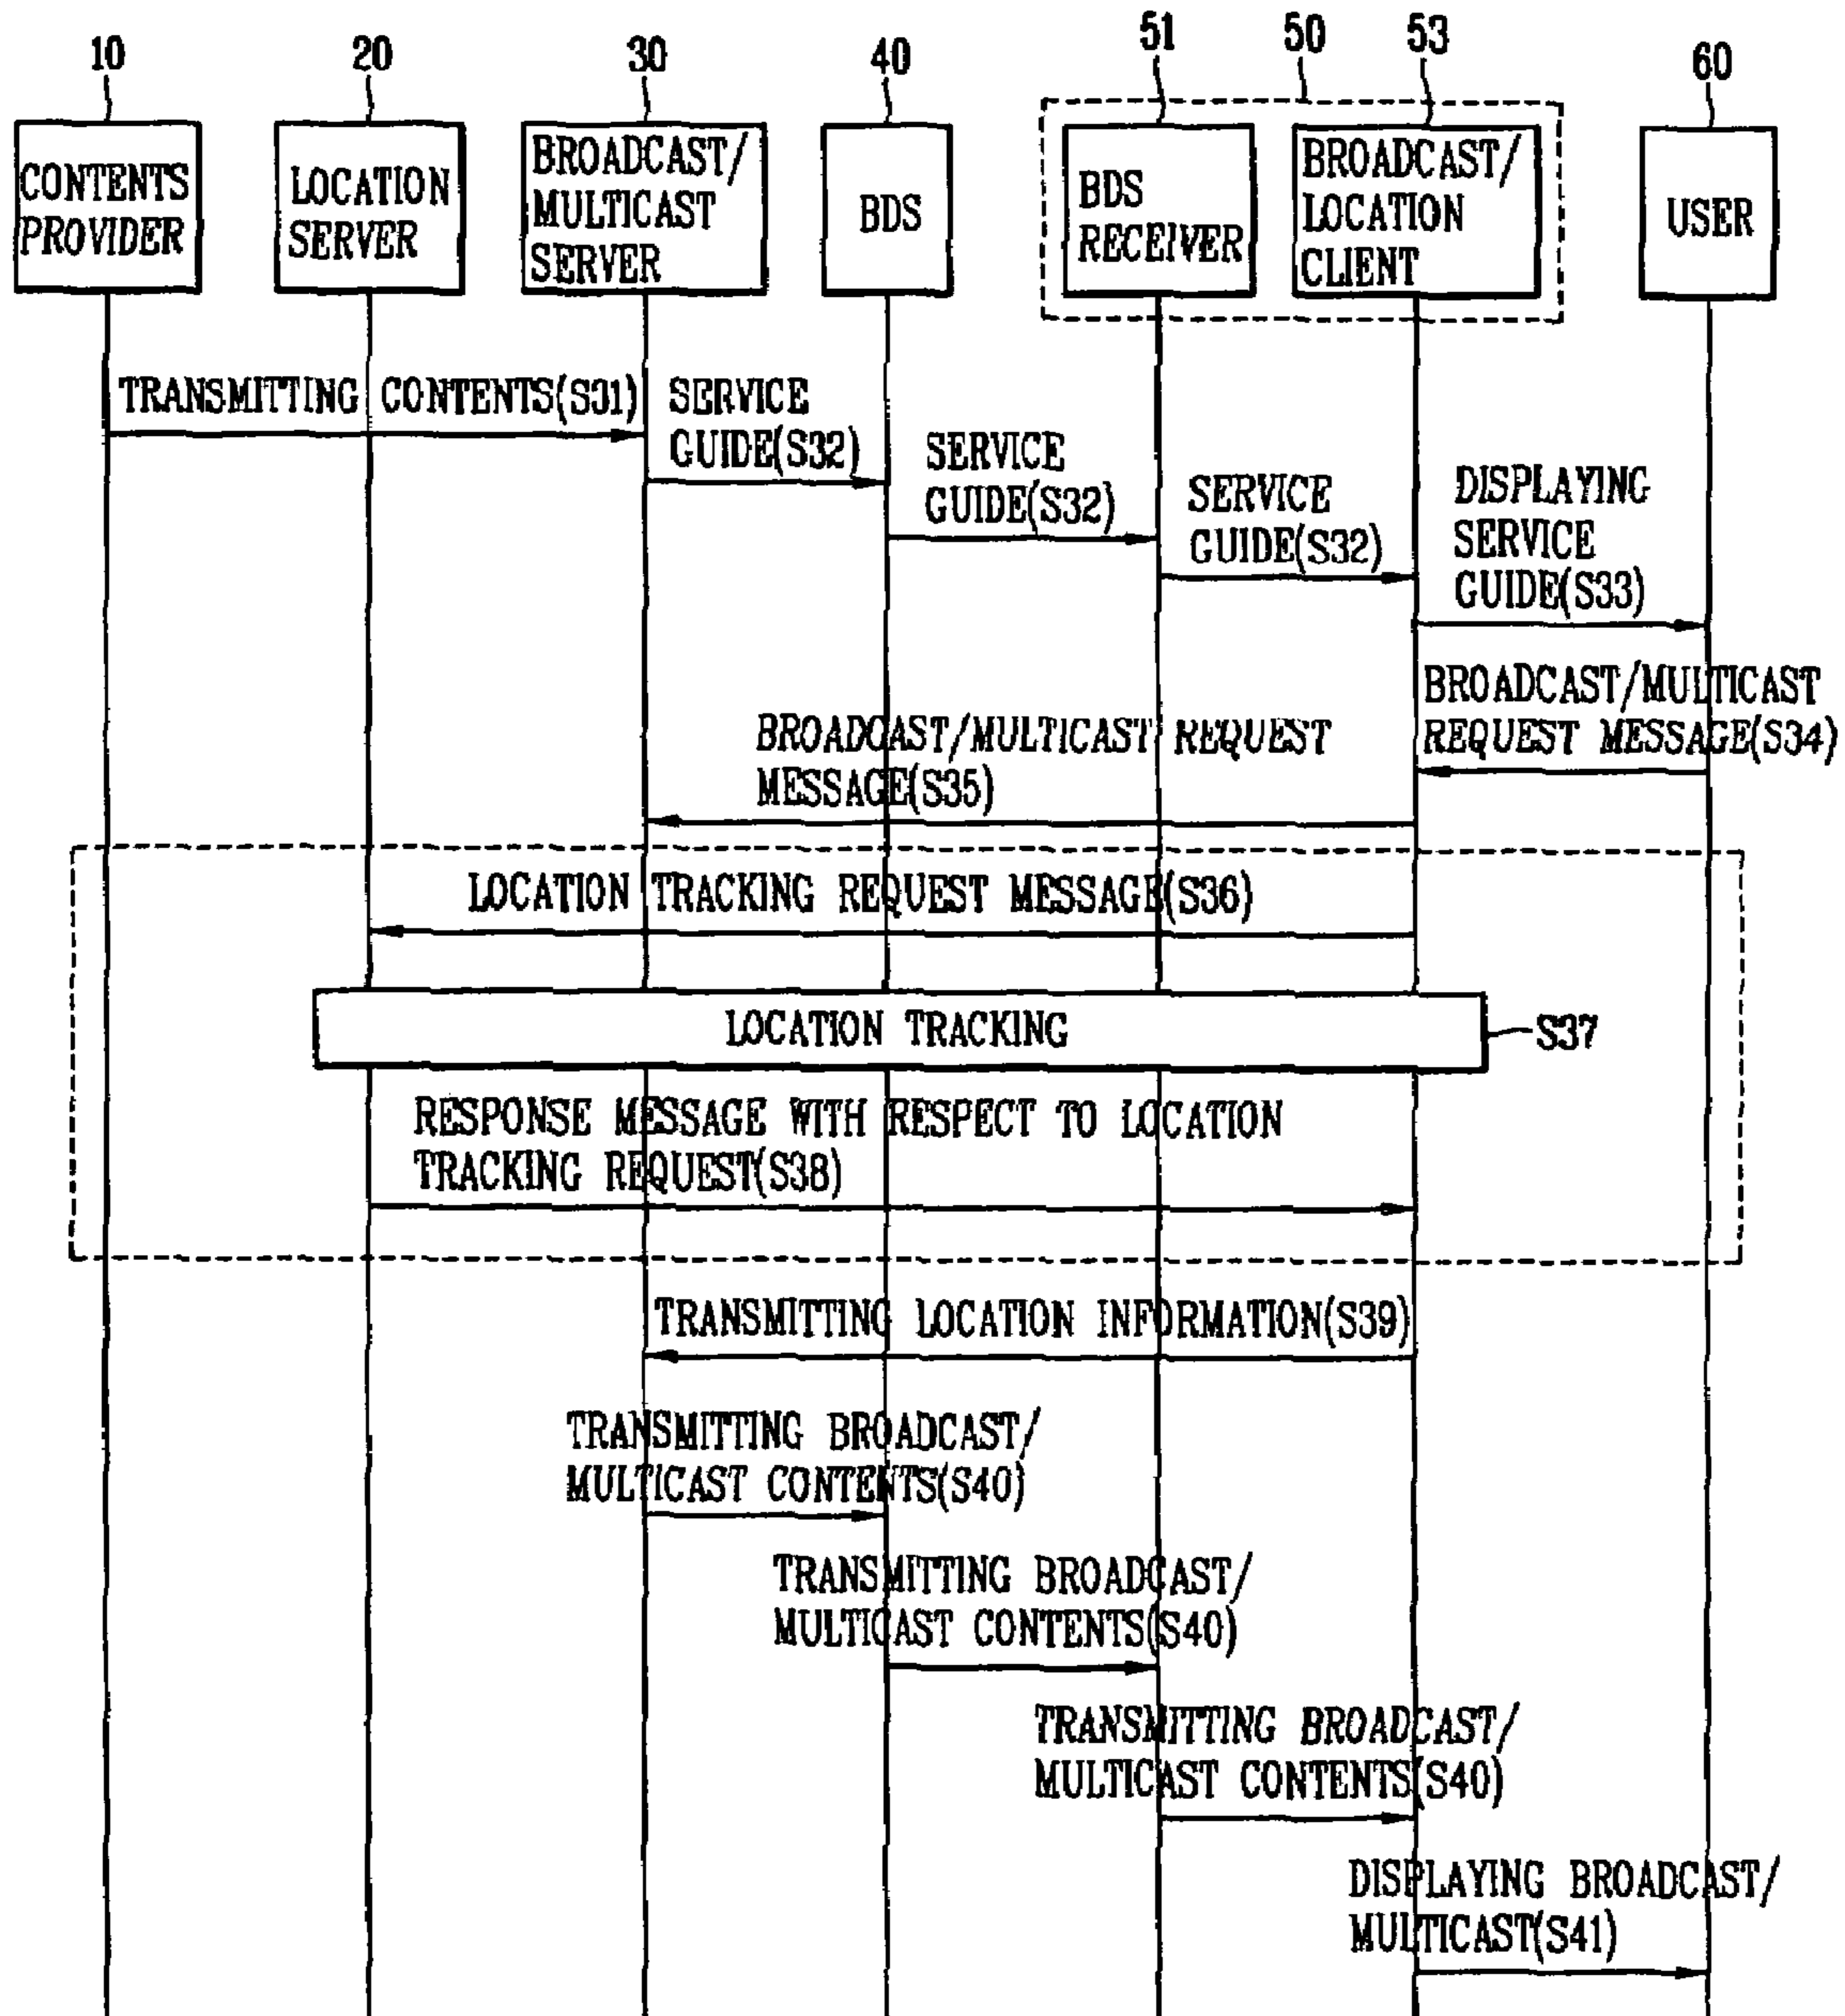 10
20
30
40
51
50
53
60
CONTENTS
PROVIDER
LOCATION
SERVER
BROADCAST/
MULTICAST
SERVER
BDS
BDS
RECEIVER
BROADCAST/
LOCATION
CLIENT
USER
TRANSMITTING CONTENTS(S31)
SERVICE
GUIDE(S32)
SERVICE
GUIDE(S32)
SERVICE
GUIDE(S32)
DISPLAYING
SERVICE
GUIDE(S33)
BROADCAST/MULTICAST
REQUEST MESSAGE(S34)
BROADCAST/MULTICAST REQUEST
MESSAGE(S35)
LOCATION TRACKING REQUEST MESSAGE(S36)
LOCATION TRACKING
S37
RESPONSE MESSAGE WITH RESPECT TO LOCATION
TRACKING REQUEST(S38)
TRANSMITTING LOCATION INFORMATION(S39)
TRANSMITTING BROADCAST/
MULTICAST CONTENTS(S40)
TRANSMITTING BROADCAST/
MULTICAST CONTENTS(S40)
TRANSMITTING BROADCAST/
MULTICAST CONTENTS(S40)
DISPLAYING BROADCAST/
MULTICAST(S41)